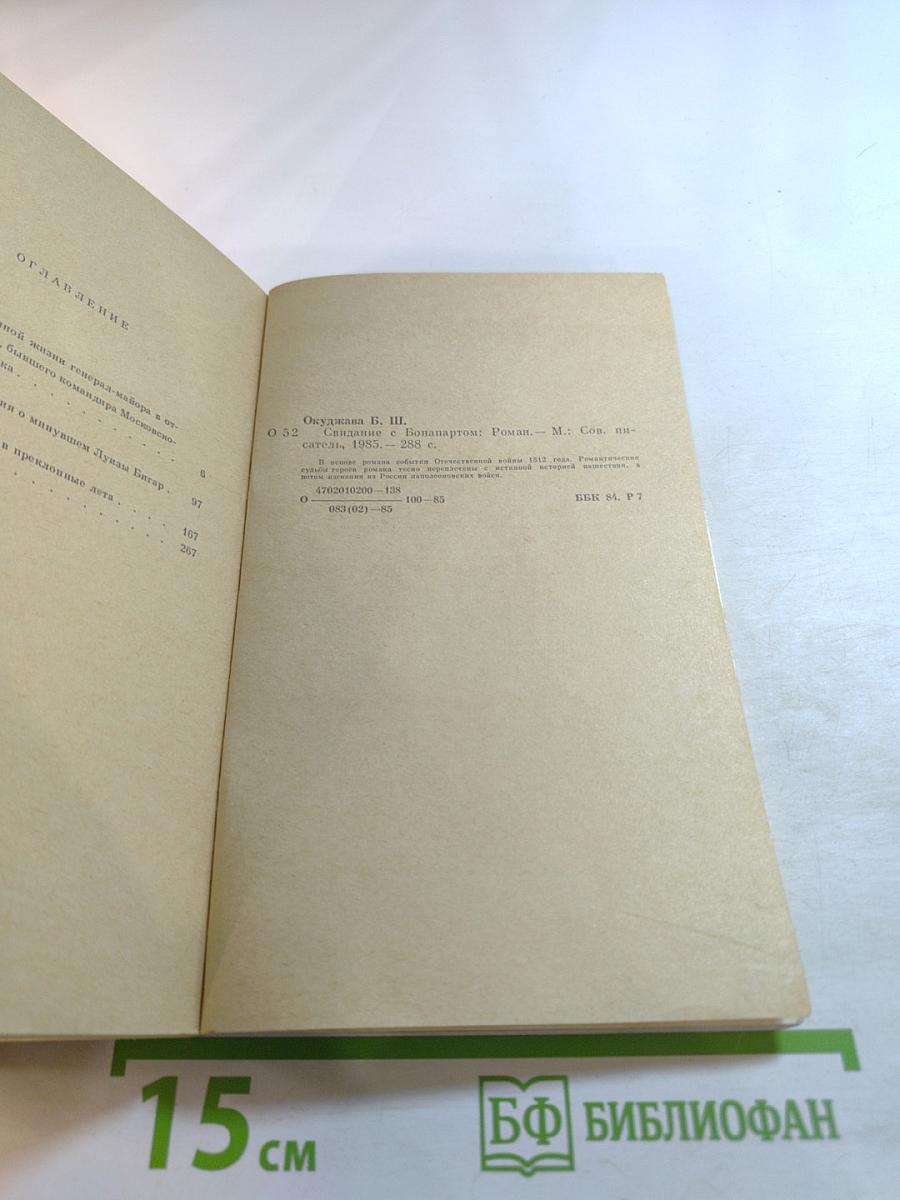 ОГЛАВЛЕНИЕ
жизни генерал-майора в от-
бывшего командира Московско-
. . . . . . 6
о минувшем Луизы Бигар . 97
в преклонные лета . . . . 167
. . . . . 267
Окуджава Б. Ш.
О 52 Свидание с Бонапартом: Роман.— М.: Сов. пи-
сатель, 1985.— 288 с.
В основе романа события Отечественной войны 1812 года. Романтические
судьбы героев романа тесно переплетены с истинной историей нашествия, а
потом изгнания из России наполеоновских войск.
О 4702010200—138 100—85 ББК 84. Р 7
083(02)—85
15 см
БФ БИБЛИОФАН